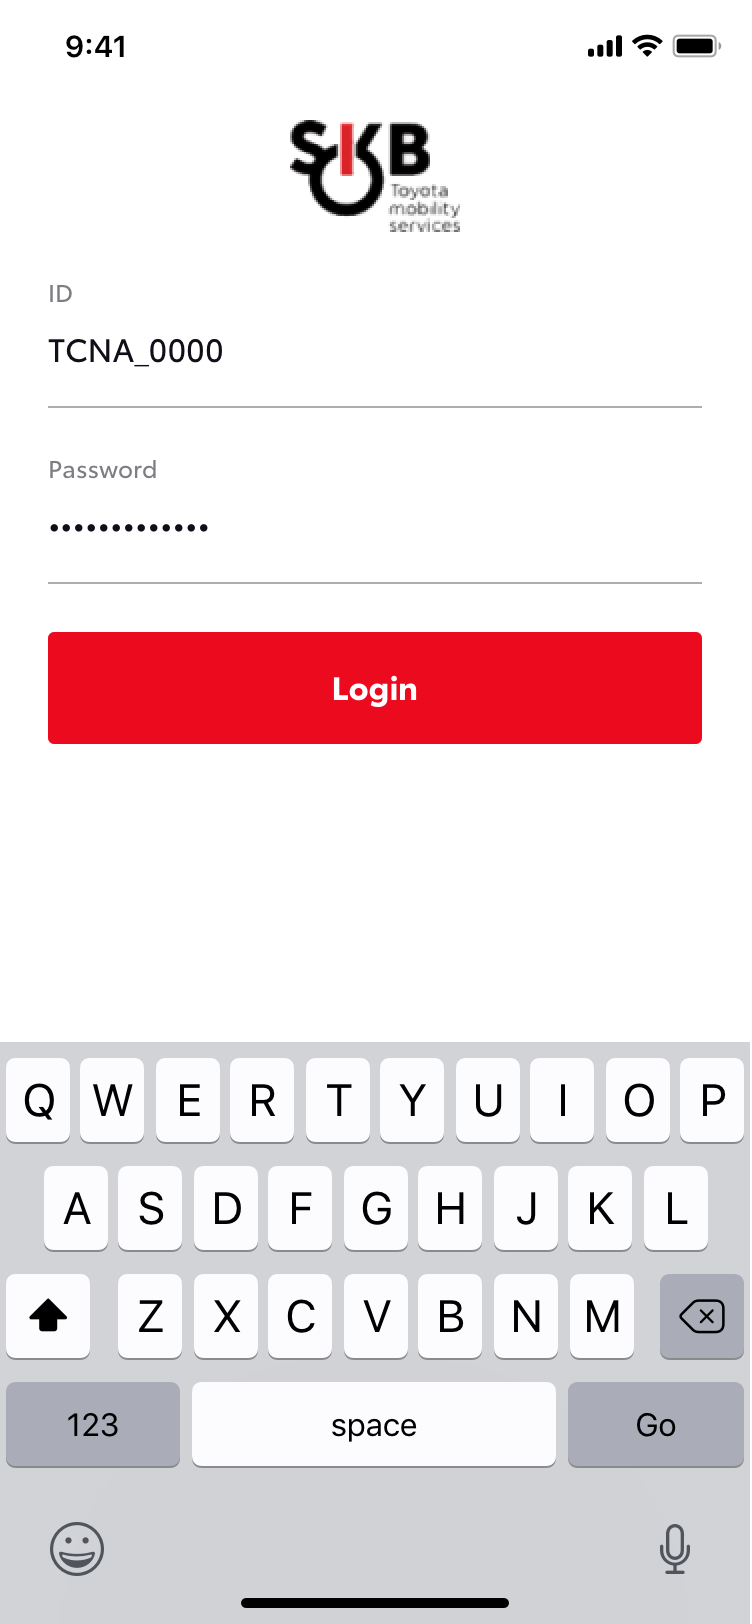 9:41
SKB
Toyota
mobility
services
ID
TCNA_0000
Password
•••••••••••••
Login
Q W E R T Y U I O P
A S D F G H J K L
Z X C V B N M
123 space Go